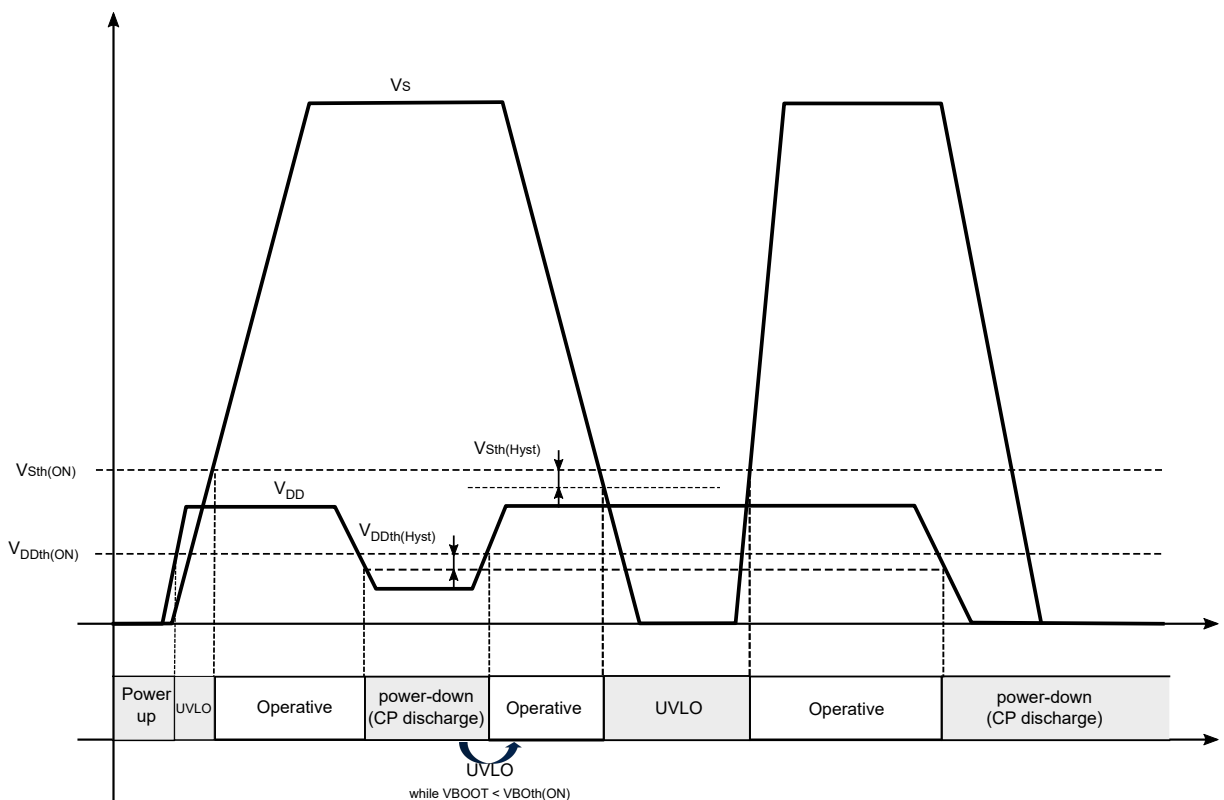 Vs
VSth(ON)
VSth(Hyst)
VDD
VDDth(Hyst)
VDDth(ON)
Power
up
UVLO
Operative
power-down
(CP discharge)
Operative
UVLO
Operative
power-down
(CP discharge)
UVLO
while VBOOT < VBOth(ON)